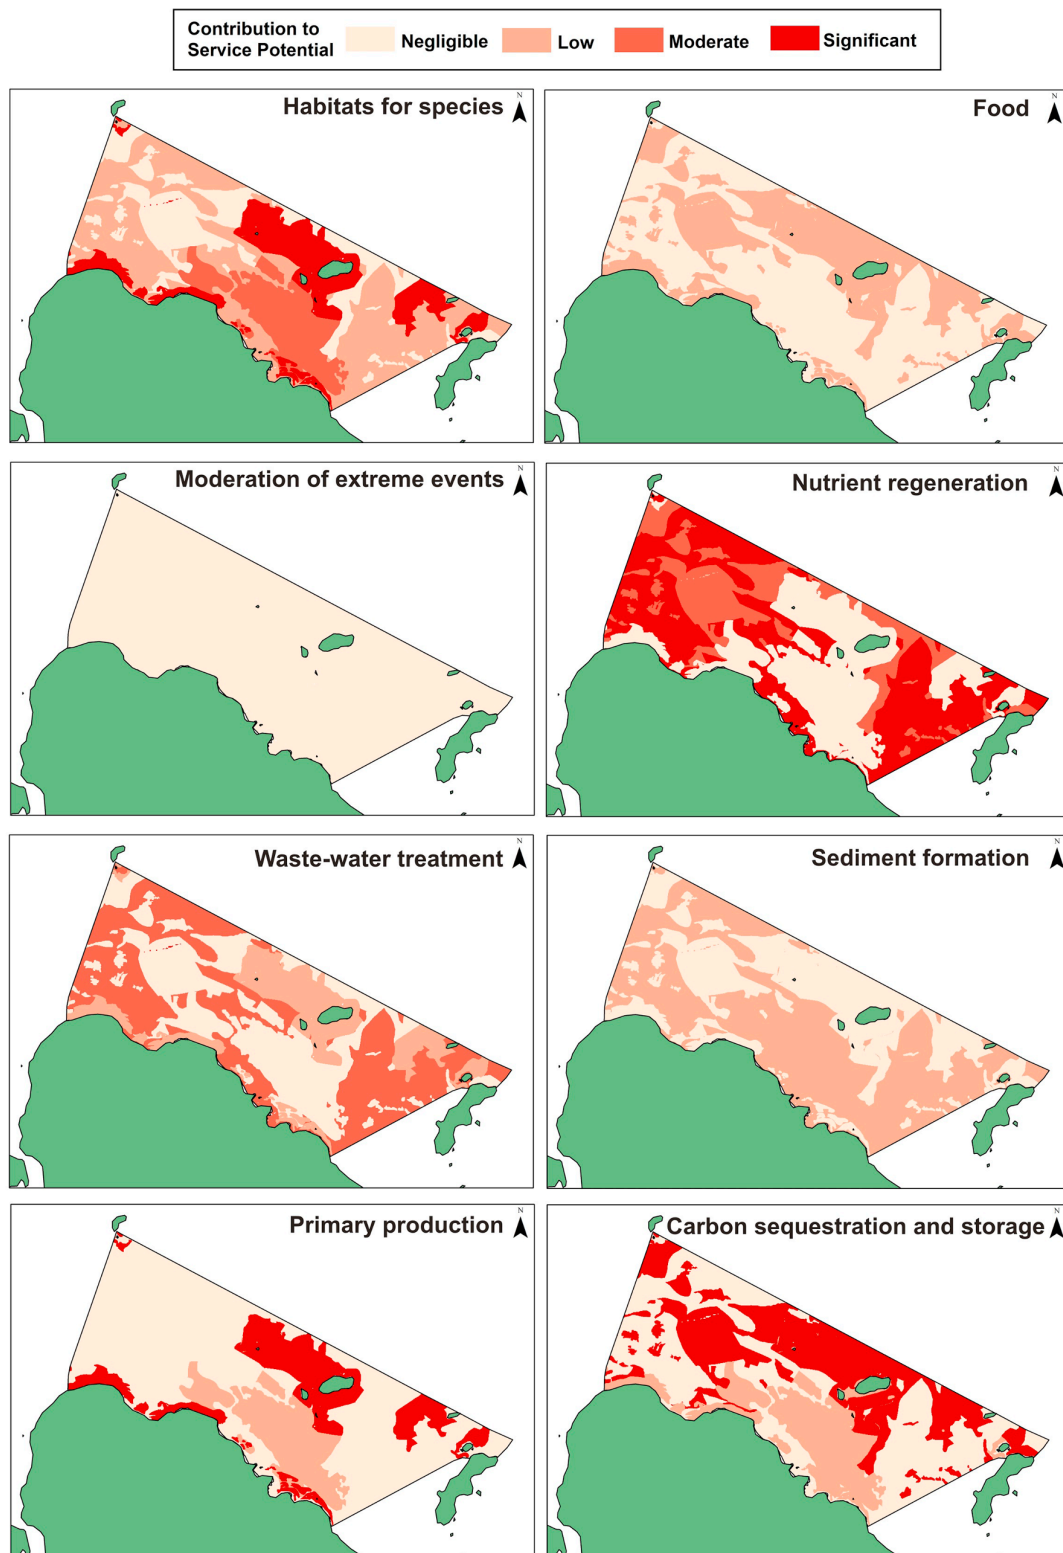 Contribution to
Service Potential
Negligible
Low
Moderate
Significant
Habitats for species
N
Food
N
Moderation of extreme events
N
Nutrient regeneration
N
Waste-water treatment
N
Sediment formation
N
Primary production
N
Carbon sequestration and storage
N